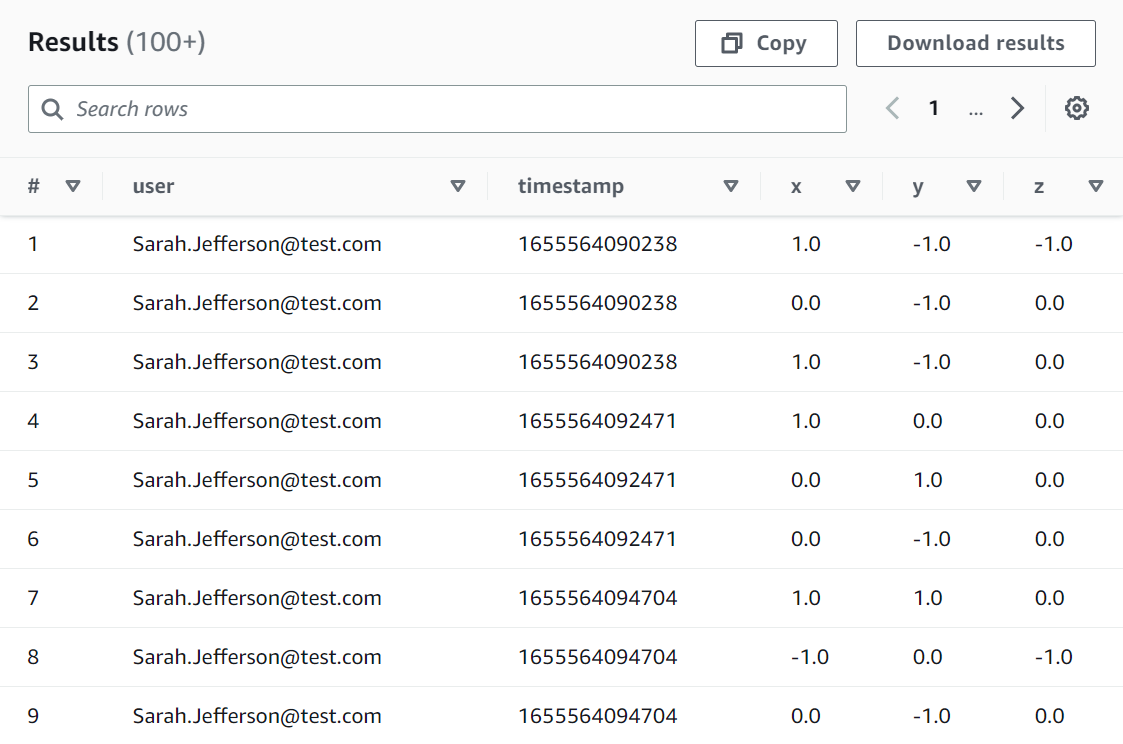 Results (100+) Copy Download results
Search rows 1 ...
# user timestamp x y z
1 Sarah.Jefferson@test.com 1655564090238 1.0 -1.0 -1.0
2 Sarah.Jefferson@test.com 1655564090238 0.0 -1.0 0.0
3 Sarah.Jefferson@test.com 1655564090238 1.0 -1.0 0.0
4 Sarah.Jefferson@test.com 1655564092471 1.0 0.0 0.0
5 Sarah.Jefferson@test.com 1655564092471 0.0 1.0 0.0
6 Sarah.Jefferson@test.com 1655564092471 0.0 -1.0 0.0
7 Sarah.Jefferson@test.com 1655564094704 1.0 1.0 0.0
8 Sarah.Jefferson@test.com 1655564094704 -1.0 0.0 -1.0
9 Sarah.Jefferson@test.com 1655564094704 0.0 -1.0 0.0